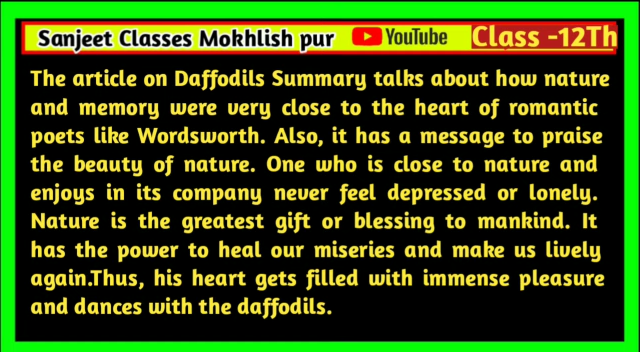 Sanjeet Classes Mokhlish pur YouTube Class -12Th
The article on Daffodils Summary talks about how nature
and memory were very close to the heart of romantic
poets like Wordsworth. Also, it has a message to praise
the beauty of nature. One who is close to nature and
enjoys in its company never feel depressed or lonely.
Nature is the greatest gift or blessing to mankind. It
has the power to heal our miseries and make us lively
again.Thus, his heart gets filled with immense pleasure
and dances with the daffodils.